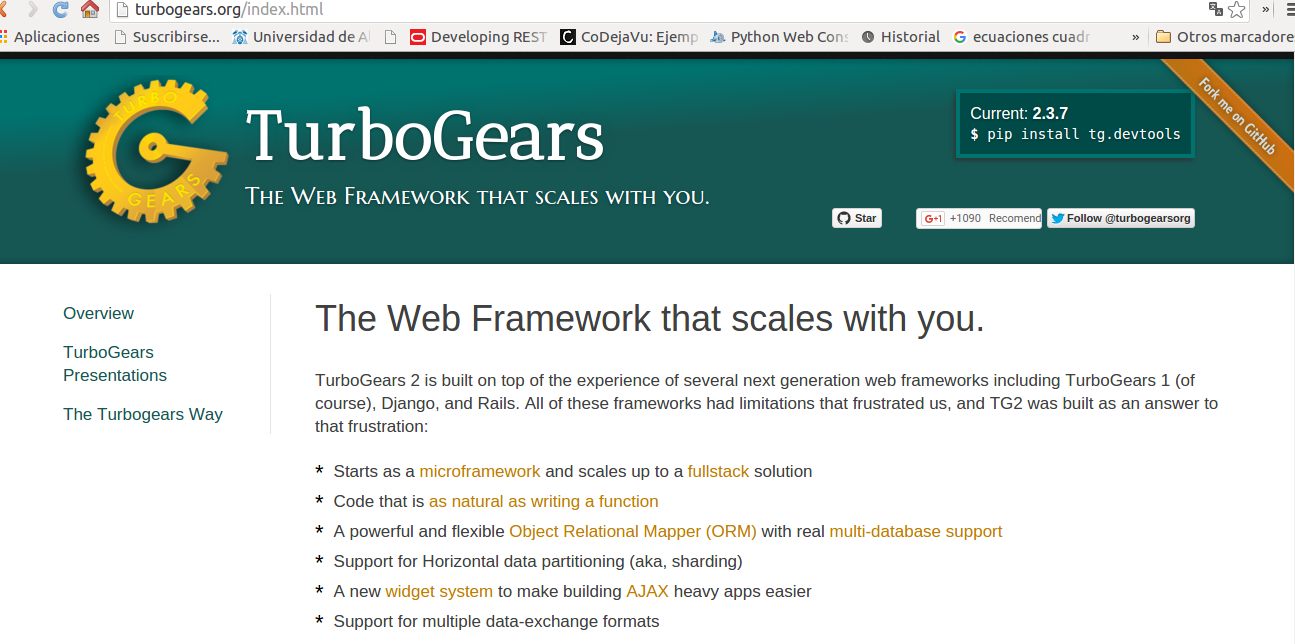 turbogears.org/index.html
Aplicaciones Suscribirse... Universidad de Al Developing REST CoDejaVu: Ejemp Python Web Cons Historial ecuaciones cuadr » Otros marcadore
TURBO
GEARS
TurboGears
The Web Framework that scales with you.
Current: 2.3.7
$ pip install tg.devtools
Fork me on GitHub
Star
G+1 +1090 Recomend
Follow @turbogearsorg
Overview
TurboGears
Presentations
The Turbogears Way
The Web Framework that scales with you.
TurboGears 2 is built on top of the experience of several next generation web frameworks including TurboGears 1 (of
course), Django, and Rails. All of these frameworks had limitations that frustrated us, and TG2 was built as an answer to
that frustration:
* Starts as a microframework and scales up to a fullstack solution
* Code that is as natural as writing a function
* A powerful and flexible Object Relational Mapper (ORM) with real multi-database support
* Support for Horizontal data partitioning (aka, sharding)
* A new widget system to make building AJAX heavy apps easier
* Support for multiple data-exchange formats